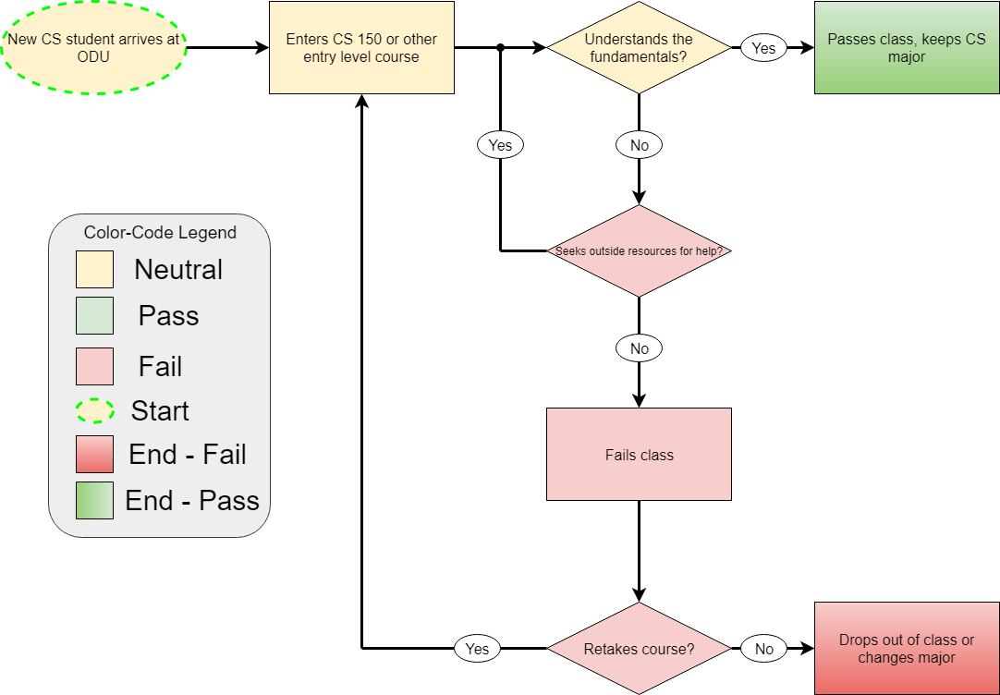 New CS student arrives at
ODU
Enters CS 150 or other
entry level course
Understands the
fundamentals?
Yes
Passes class, keeps CS
major
Yes
No
Color-Code Legend
Neutral
Pass
Fail
Start
End - Fail
End - Pass
Seeks outside resources for help?
No
Fails class
Yes
Retakes course?
No
Drops out of class or
changes major